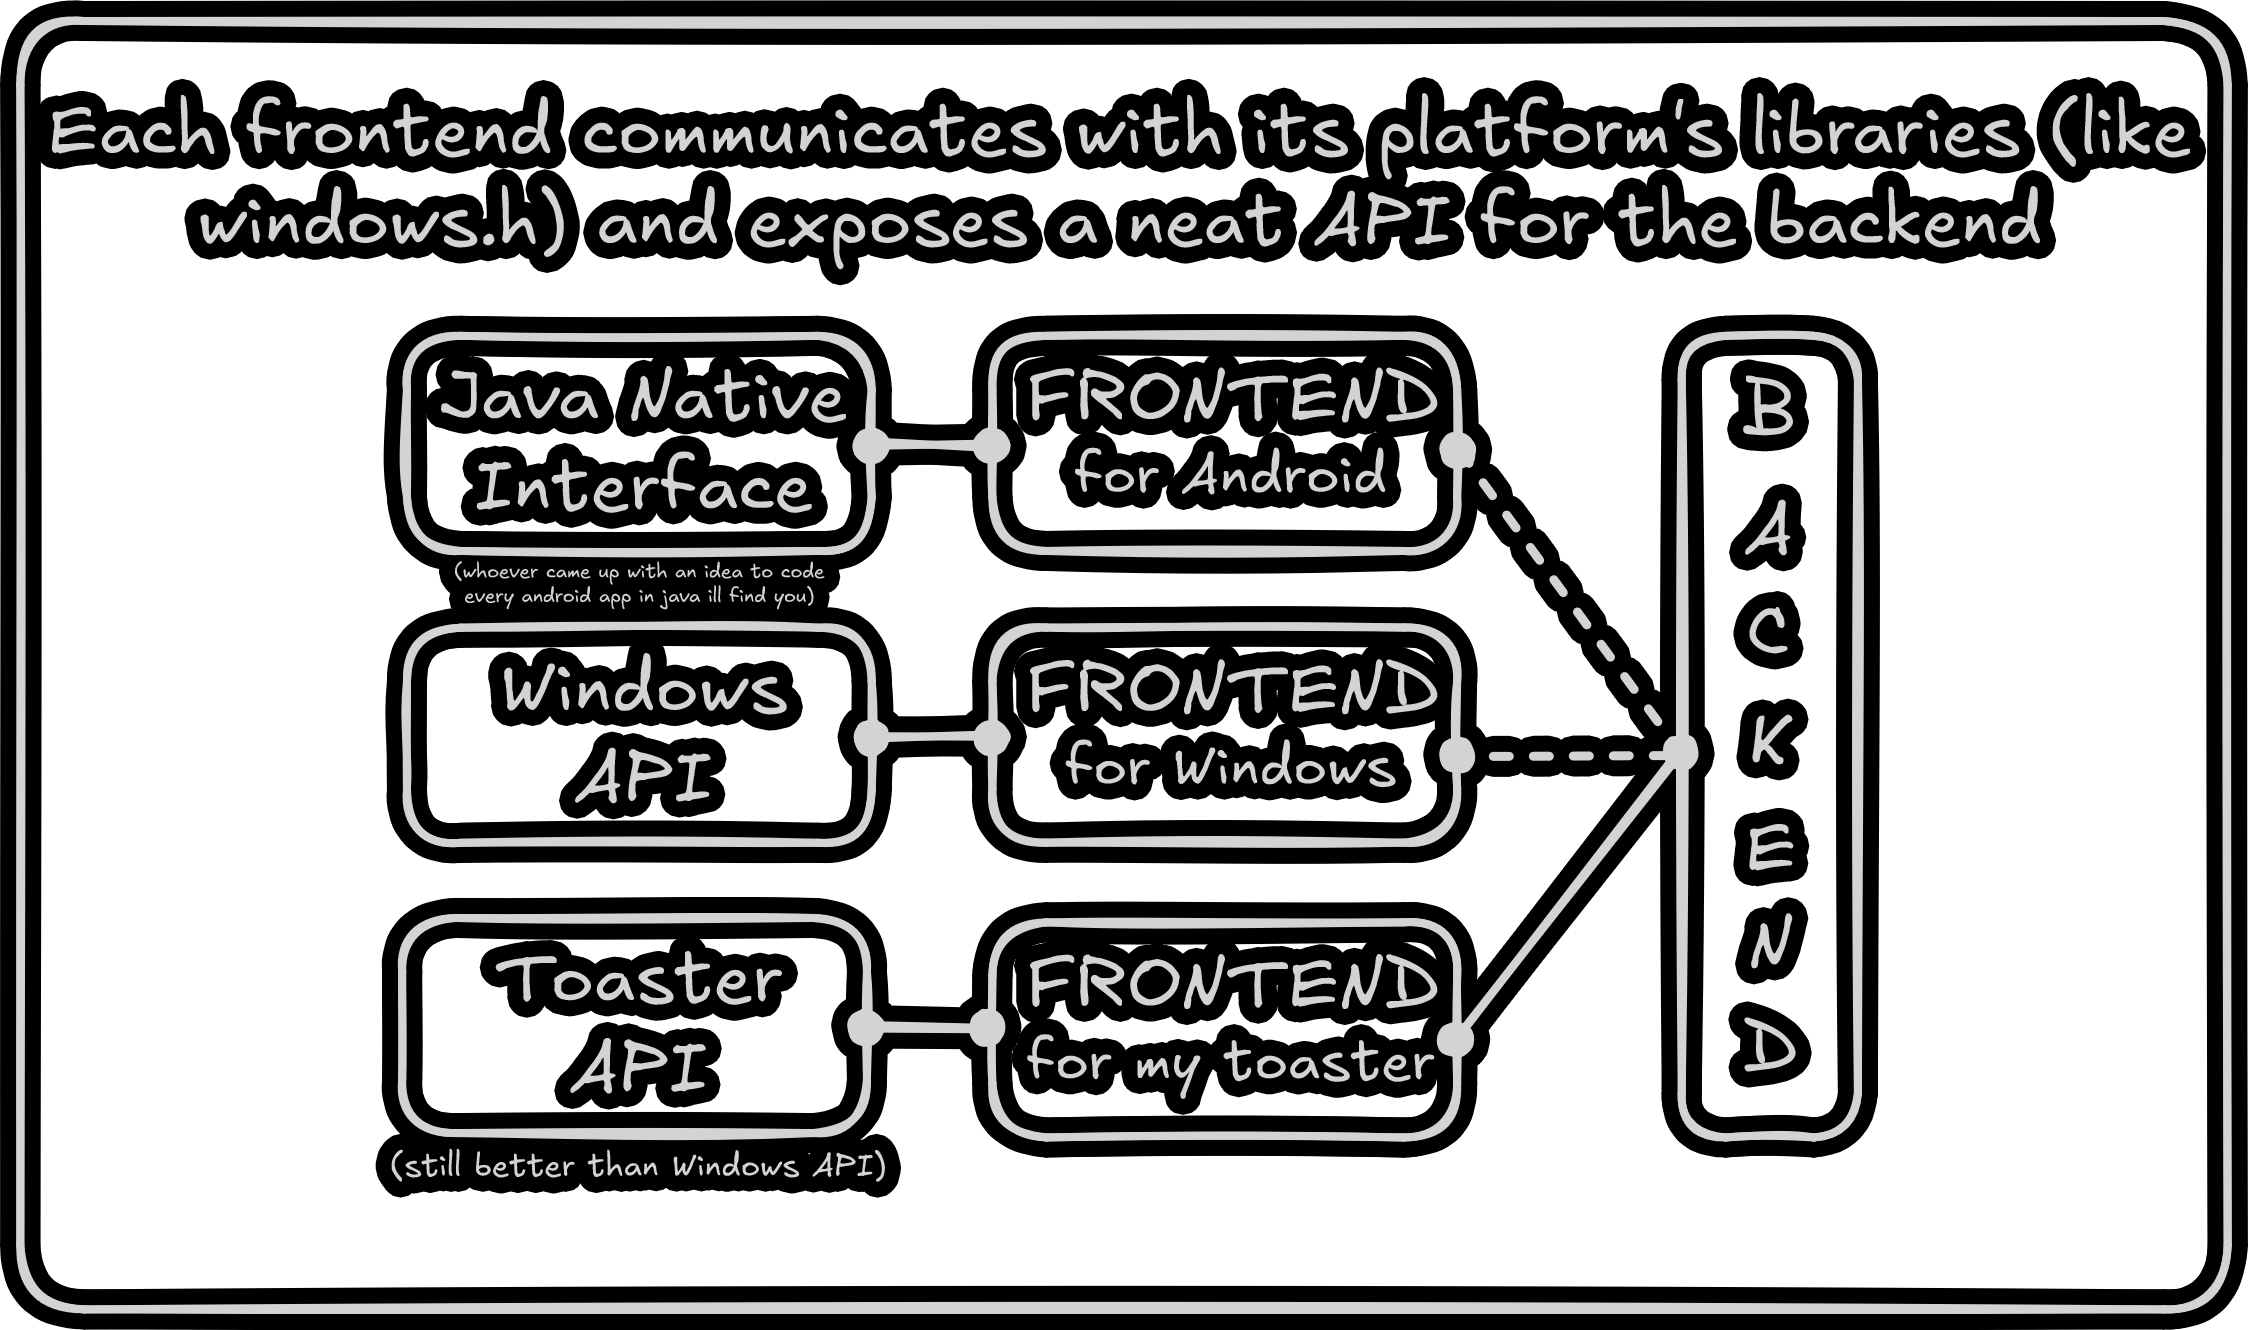 Each frontend communicates with its platform's libraries (like
windows.h) and exposes a neat API for the backend
Java Native
Interface
(whoever came up with an idea to code
every android app in java ill find you)
FRONTEND
for Android
Windows
API
FRONTEND
for Windows
Toaster
API
(still better than Windows API)
FRONTEND
for my toaster
B
A
C
K
E
N
D